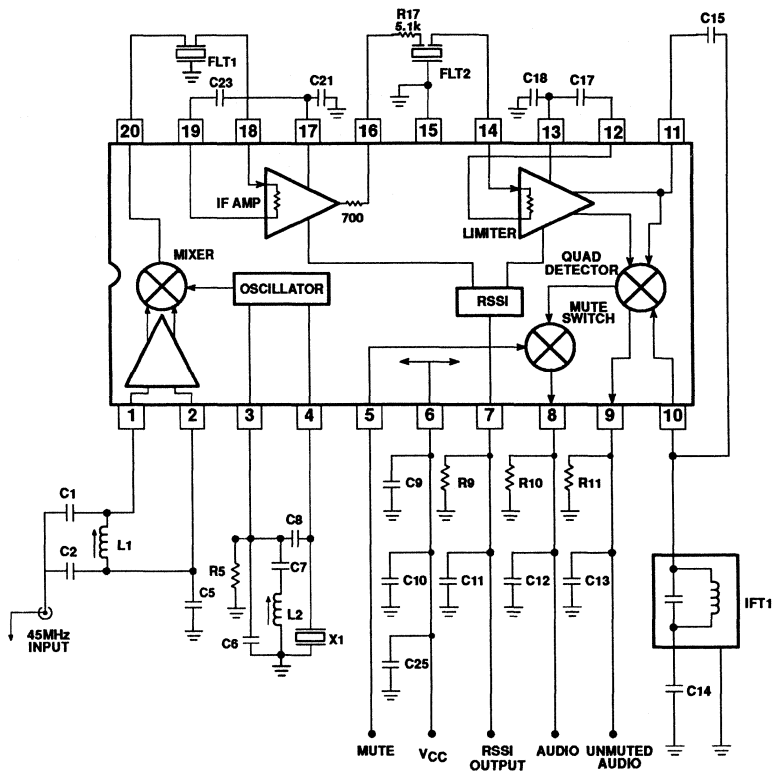 R17
5.1k
C15
FLT1
FLT2
C23
C21
C18
C17
20
19
18
17
16
15
14
13
12
11
IF AMP
700
LIMITER
MIXER
QUAD
DETECTOR
OSCILLATOR
RSSI
MUTE
SWITCH
1
2
3
4
5
6
7
8
9
10
C1
L1
C2
C5
45MHz
INPUT
R5
C8
C7
L2
C6
X1
C9
R9
R10
R11
C10
C11
C12
C13
C25
IFT1
C14
MUTE
VCC
RSSI
OUTPUT
AUDIO
UNMUTED
AUDIO